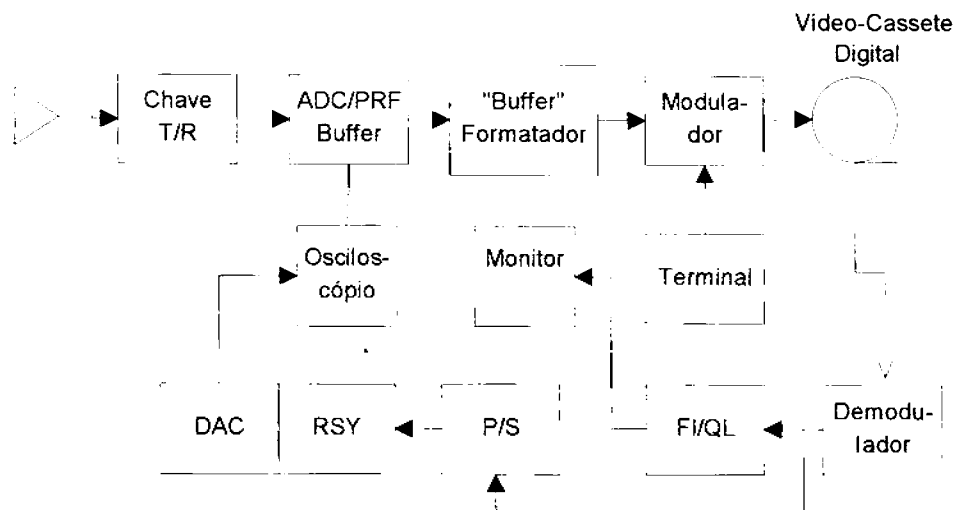 Vídeo-Cassete
Digital
Chave
T/R
ADC/PRF
Buffer
"Buffer"
Formatador
Modula-
dor
Oscilos-
cópio
Monitor
Terminal
DAC
RSY
P/S
FI/QL
Demodu-
lador